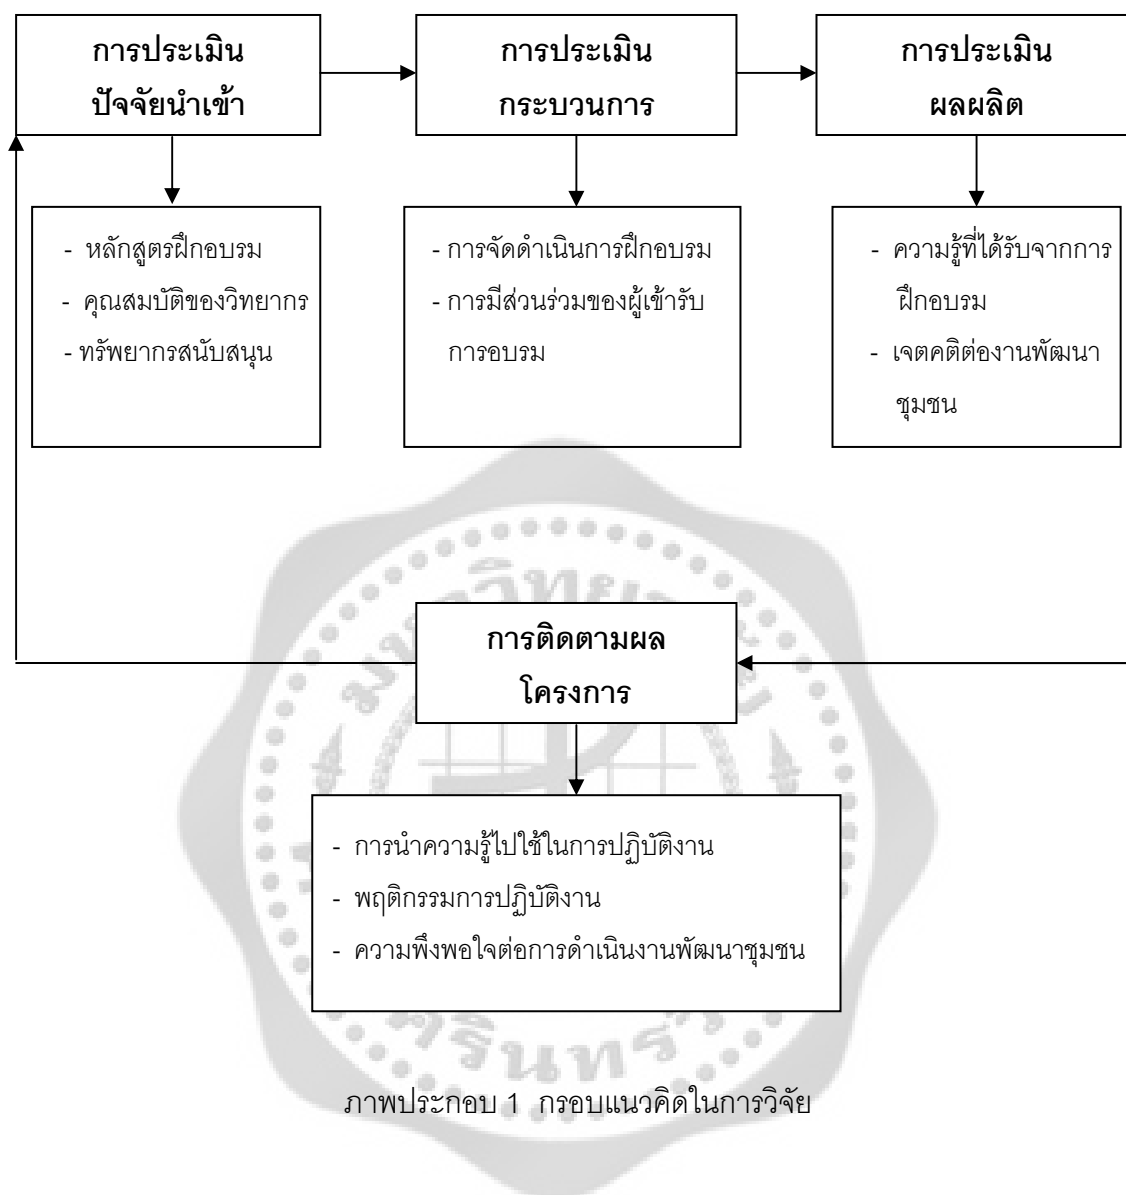 การประเมิน
ปัจจัยนำเข้า
การประเมิน
กระบวนการ
การประเมิน
ผลผลิต
- หลักสูตรฝึกอบรม
- คุณสมบัติของวิทยากร
- ทรัพยากรสนับสนุน
- การจัดดำเนินการฝึกอบรม
- การมีส่วนร่วมของผู้เข้ารับ
การอบรม
- ความรู้ที่ได้รับจากการ
ฝึกอบรม
- เจตคติต่องานพัฒนา
ชุมชน
การติดตามผล
โครงการ
- การนำความรู้ไปใช้ในการปฏิบัติงาน
- พฤติกรรมการปฏิบัติงาน
- ความพึงพอใจต่อการดำเนินงานพัฒนาชุมชน
ภาพประกอบ 1 กรอบแนวคิดในการวิจัย